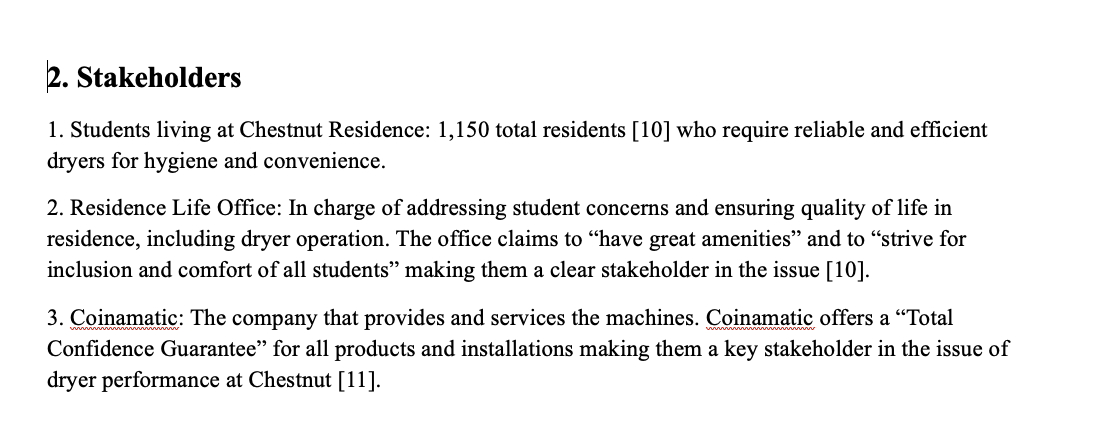 2. Stakeholders
1. Students living at Chestnut Residence: 1,150 total residents [10] who require reliable and efficient
dryers for hygiene and convenience.
2. Residence Life Office: In charge of addressing student concerns and ensuring quality of life in
residence, including dryer operation. The office claims to “have great amenities” and to “strive for
inclusion and comfort of all students” making them a clear stakeholder in the issue [10].
3. Coinamatic: The company that provides and services the machines. Coinamatic offers a “Total
Confidence Guarantee” for all products and installations making them a key stakeholder in the issue of
dryer performance at Chestnut [11].